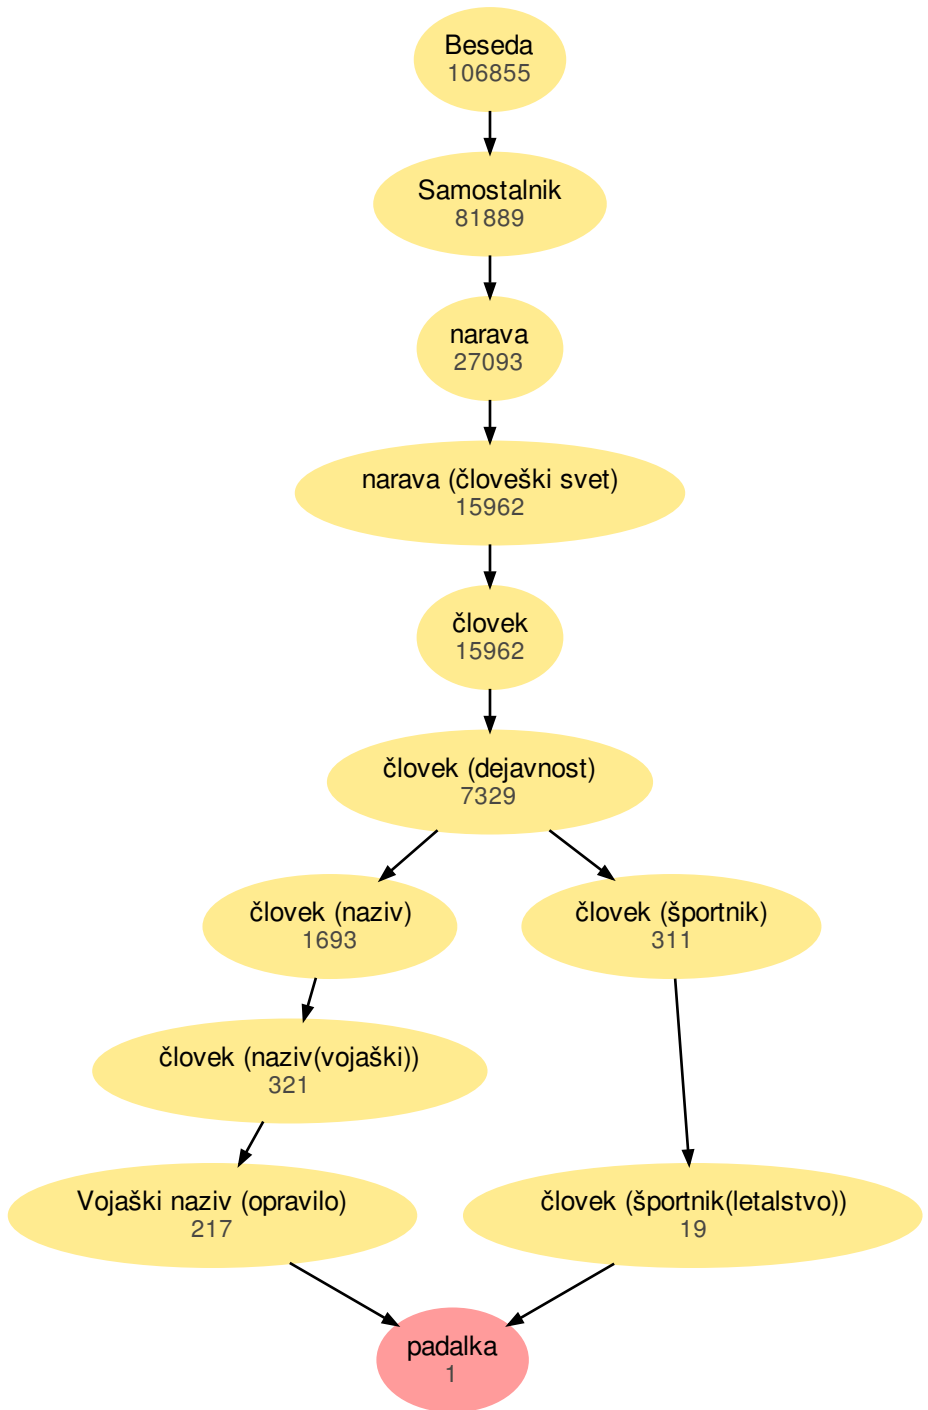 Beseda
106855
Samostalnik
81889
narava
27093
narava (človeški svet)
15962
človek
15962
človek (dejavnost)
7329
človek (naziv)
1693
človek (športnik)
311
človek (naziv(vojaški))
321
Vojaški naziv (opravilo)
217
človek (športnik(letalstvo))
19
padalka
1